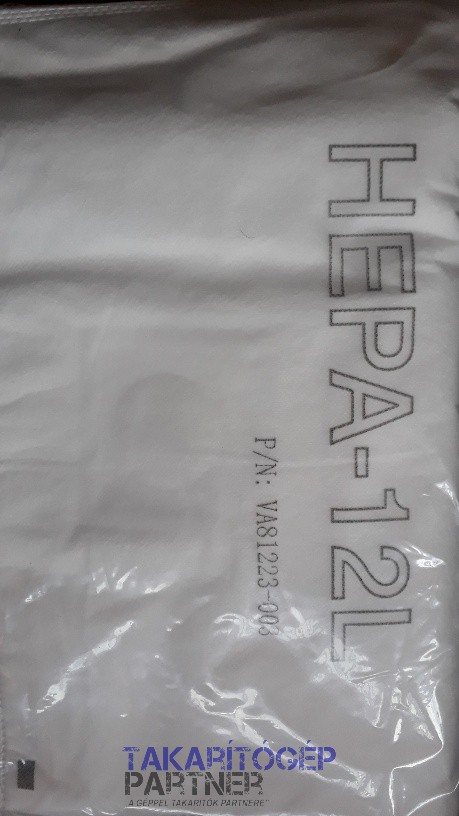 HEPA-12L
P/N: VA81223-003
TAKARÍTÓGÉP
PARTNER
"A GÉPPEL TAKARÍTÓK PARTNERE"